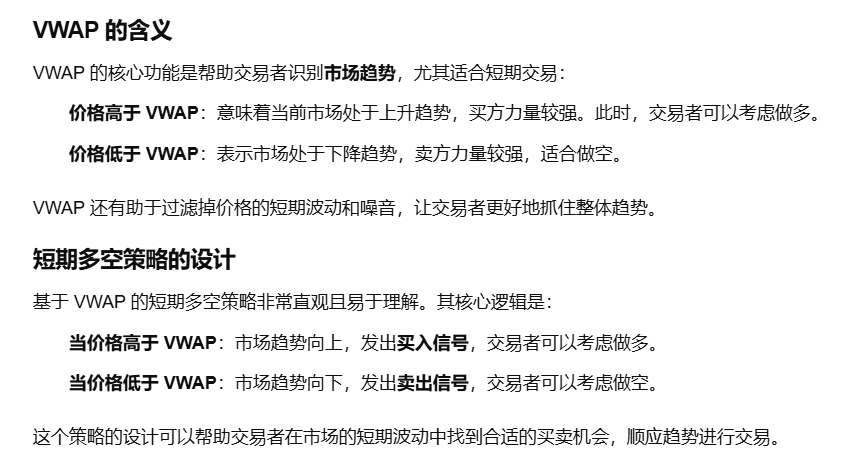 VWAP 的含义
VWAP 的核心功能是帮助交易者识别市场趋势，尤其适合短期交易：
价格高于 VWAP：意味着当前市场处于上升趋势，买方力量较强。此时，交易者可以考虑做多。
价格低于 VWAP：表示市场处于下降趋势，卖方力量较强，适合做空。
VWAP 还有助于过滤掉价格的短期波动和噪音，让交易者更好地抓住整体趋势。
短期多空策略的设计
基于 VWAP 的短期多空策略非常直观且易于理解。其核心逻辑是：
当价格高于 VWAP：市场趋势向上，发出买入信号，交易者可以考虑做多。
当价格低于 VWAP：市场趋势向下，发出卖出信号，交易者可以考虑做空。
这个策略的设计可以帮助交易者在市场的短期波动中找到合适的买卖机会，顺应趋势进行交易。